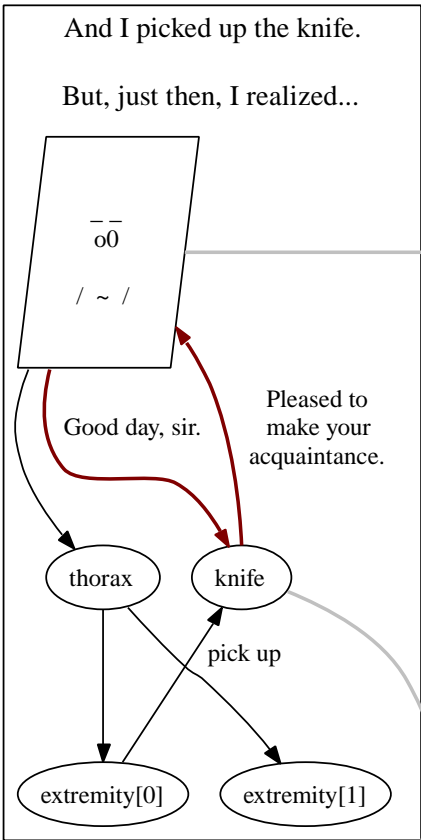 And I picked up the knife.
But, just then, I realized...
_ _
o0
/ ~ /
Good day, sir.
Pleased to
make your
acquaintance.
thorax
knife
pick up
extremity[0]
extremity[1]